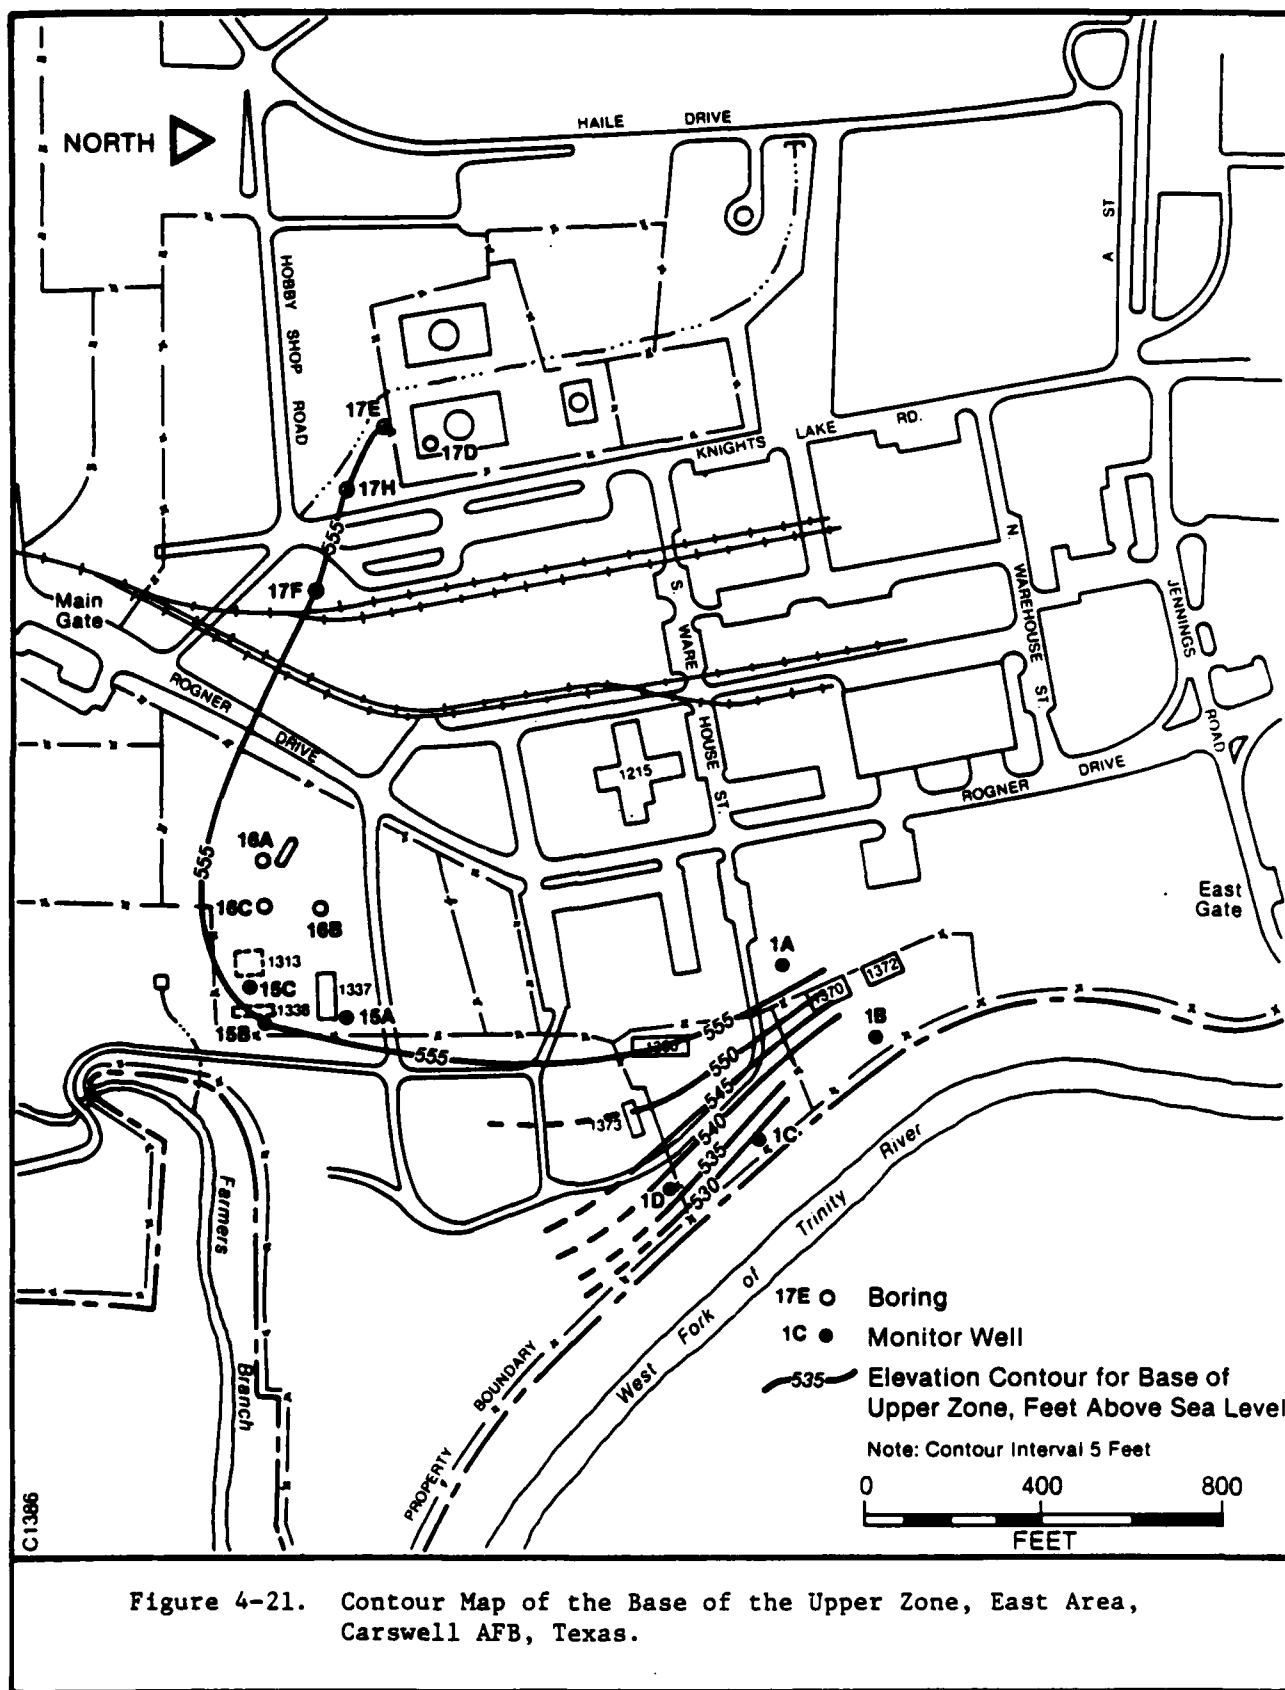 HAILE DRIVE
NORTH
A ST
HOBBY SHOP ROAD
17E
17D
KNIGHTS LAKE RD.
17H
555
17F
Main
Gate
N. WAREHOUSE ST.
S. WARE HOUSE ST.
JENNINGS ROAD
ROGNER DRIVE
1215
ROGNER DRIVE
16A
555
East
Gate
16C
16B
1A
1313
1372
15C
1337
1370
1338
15A
1B
15B
555
555
550
545
1373
540
1C
535
1D
530
Farmers Branch
West Fork of Trinity River
PROPERTY BOUNDARY
17E Boring
1C Monitor Well
535 Elevation Contour for Base of
Upper Zone, Feet Above Sea Level
Note: Contour Interval 5 Feet
0 400 800
FEET
C1386
Figure 4-21. Contour Map of the Base of the Upper Zone, East Area,
Carswell AFB, Texas.